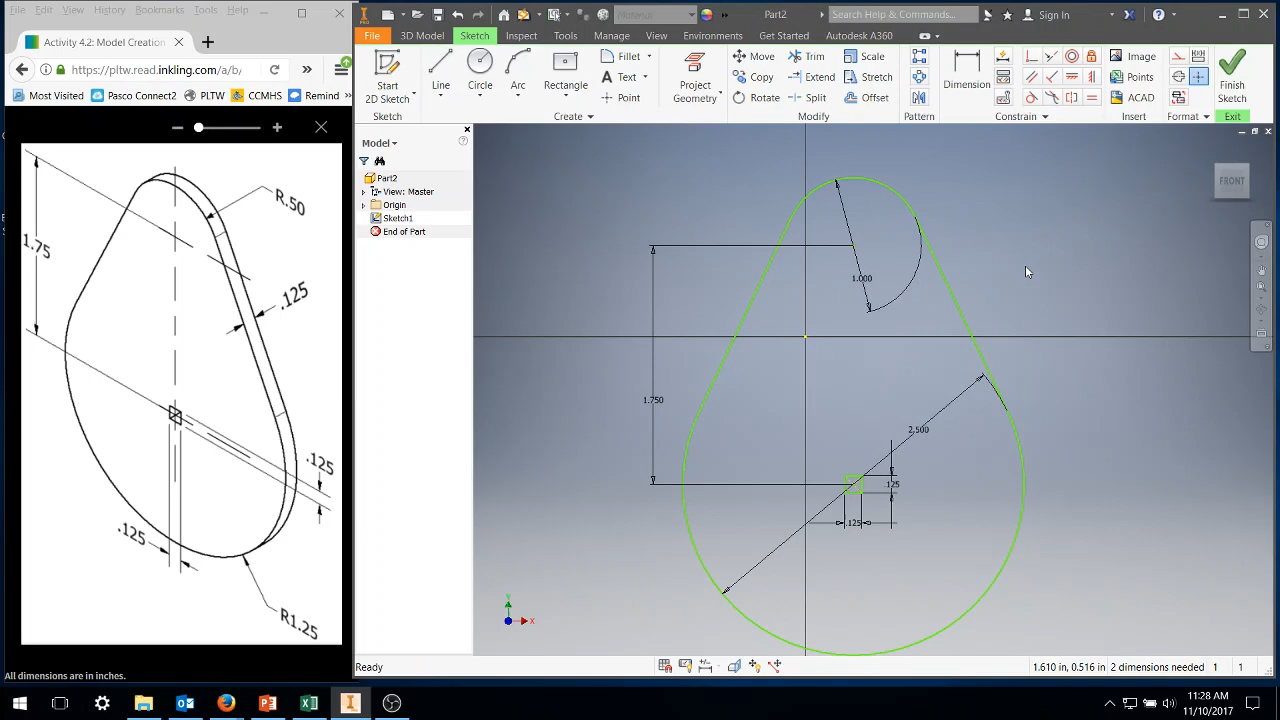 File Edit View History Bookmarks Tools Help
Activity 4.2: Model Creation
https://pltw.read.inkling.com/a/b/
Most Visited Pasco Connect2 PLTW CCMHS Remind
R.50
1.75
.125
.125
.125
R1.25
All dimensions are in inches.
Part2 Search Help & Commands... Sign In
File 3D Model Sketch Inspect Tools Manage View Environments Get Started Autodesk A360
Start
2D Sketch
Sketch
Line Circle Arc Rectangle
Fillet
Text
Point
Create
Project
Geometry
Move Trim Scale
Copy Extend Stretch
Rotate Split Offset
Modify
Pattern
Dimension
Constrain
Image
Points
ACAD
Insert
Format
Finish
Sketch
Exit
Model
Part2
View: Master
Origin
Sketch1
End of Part
FRONT
1.000
1.750
2.500
.125
.125
Y
X
Ready 1.610 in, 0.516 in 2 dimensions needed 1 1
11:28 AM
11/10/2017